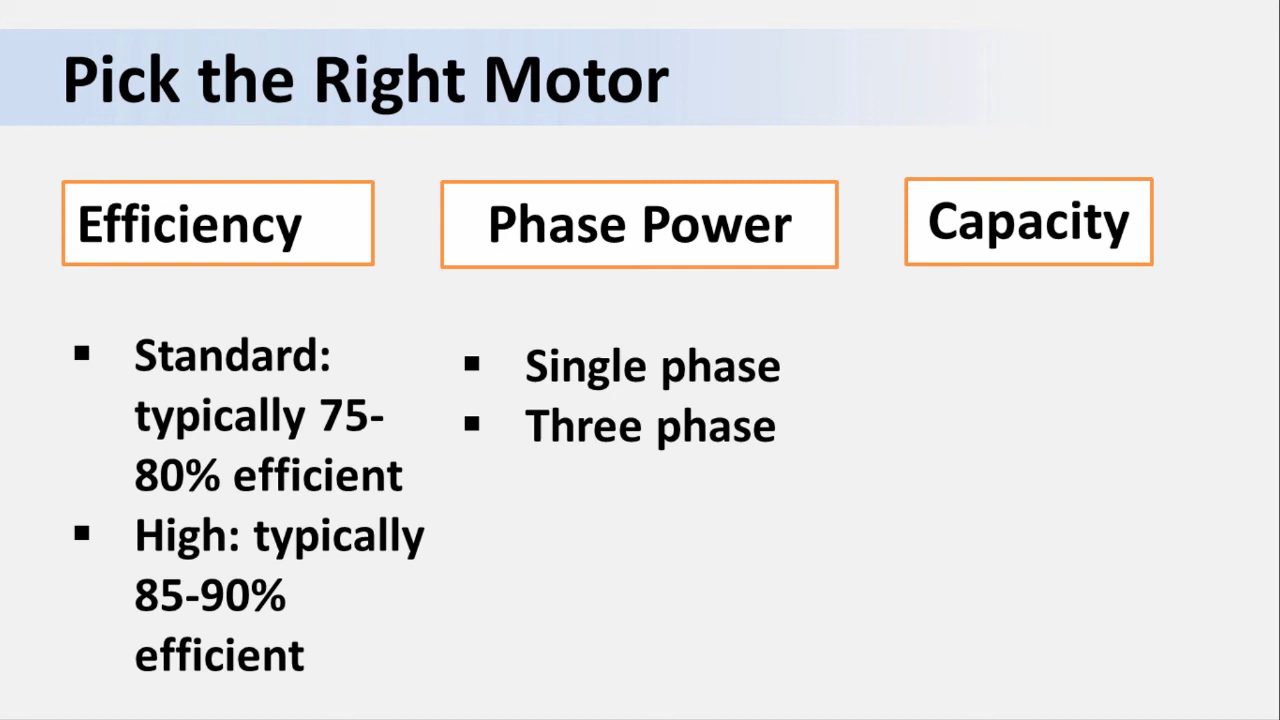 Pick the Right Motor
Efficiency
Phase Power
Capacity
▪ Standard:
typically 75-
80% efficient
▪ High: typically
85-90%
efficient
▪ Single phase
▪ Three phase